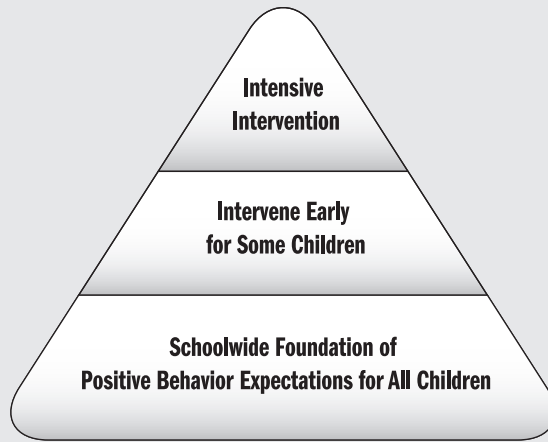 Intensive
Intervention
Intervene Early
for Some Children
Schoolwide Foundation of
Positive Behavior Expectations for All Children